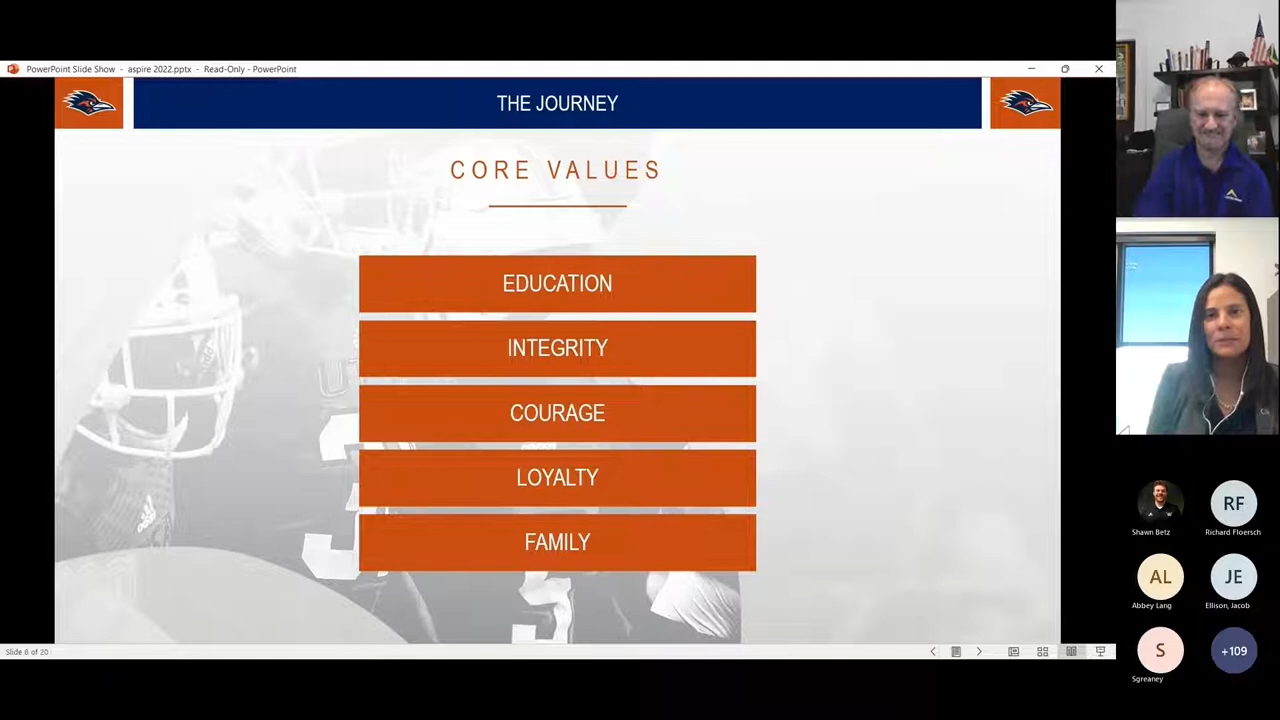 PowerPoint Slide Show - aspire 2022.pptx - Read-Only - PowerPoint
THE JOURNEY
CORE VALUES
EDUCATION
INTEGRITY
COURAGE
LOYALTY
FAMILY
Slide 8 of 20
RF
Shawn Betz
Richard Floersch
AL
JE
Abbey Lang
Ellison, Jacob
S
+109
Sgreaney